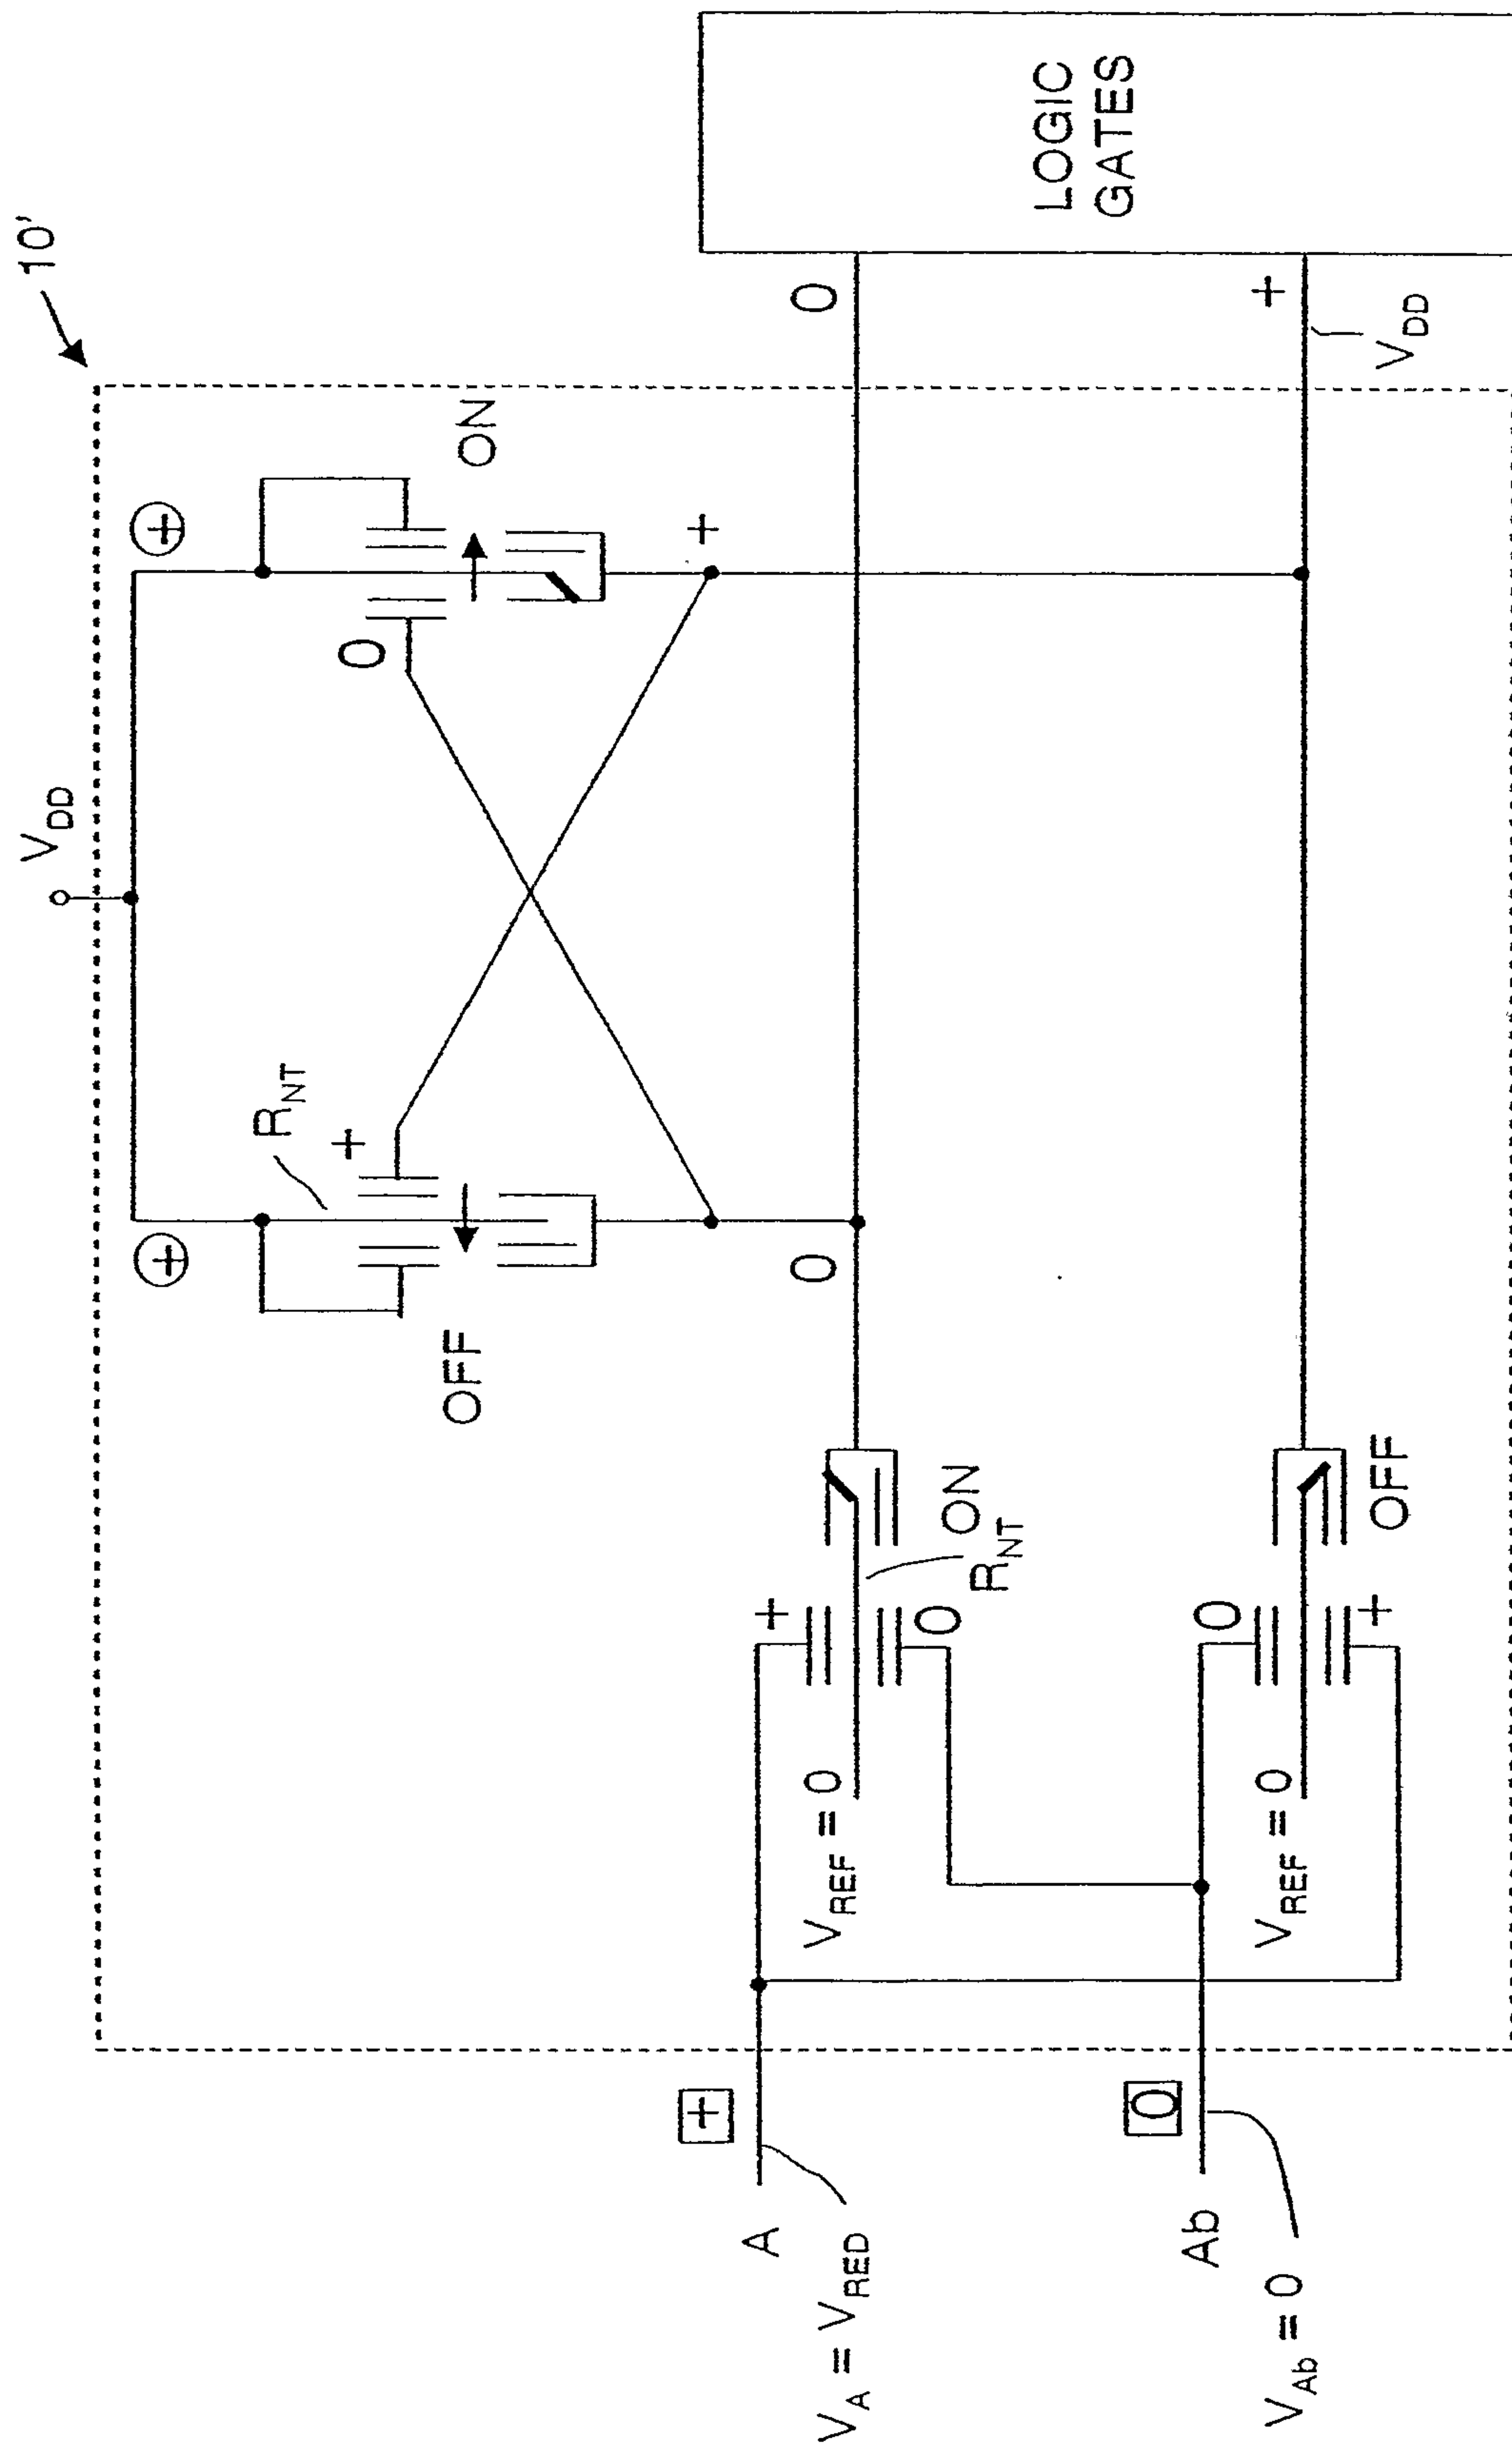 10'
V_DD
⊕
⊕
R_NT
+
0
OFF
ON
+
0
0
LOGIC
GATES
+
A
V_A = V_RED
+
V_REF = 0
+
0
ON
R_NT
Ab
V_Ab = 0
0
V_REF = 0
0
+
OFF
V_DD